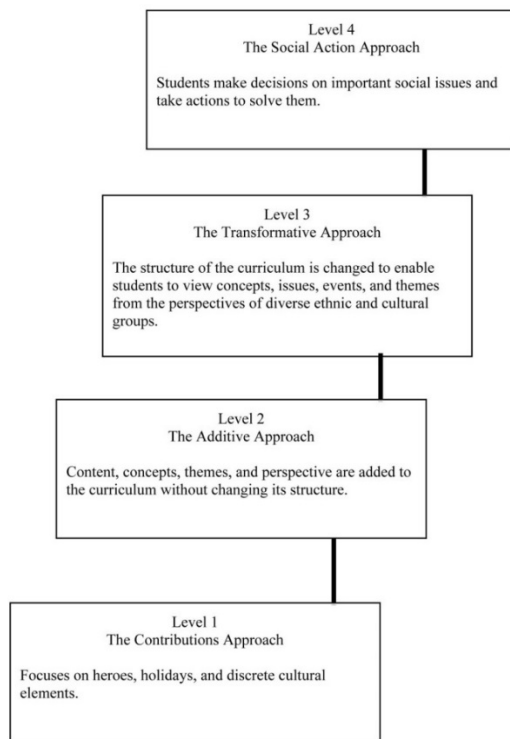 Level 4
The Social Action Approach
Students make decisions on important social issues and
take actions to solve them.
Level 3
The Transformative Approach
The structure of the curriculum is changed to enable
students to view concepts, issues, events, and themes
from the perspectives of diverse ethnic and cultural
groups.
Level 2
The Additive Approach
Content, concepts, themes, and perspective are added to
the curriculum without changing its structure.
Level 1
The Contributions Approach
Focuses on heroes, holidays, and discrete cultural
elements.